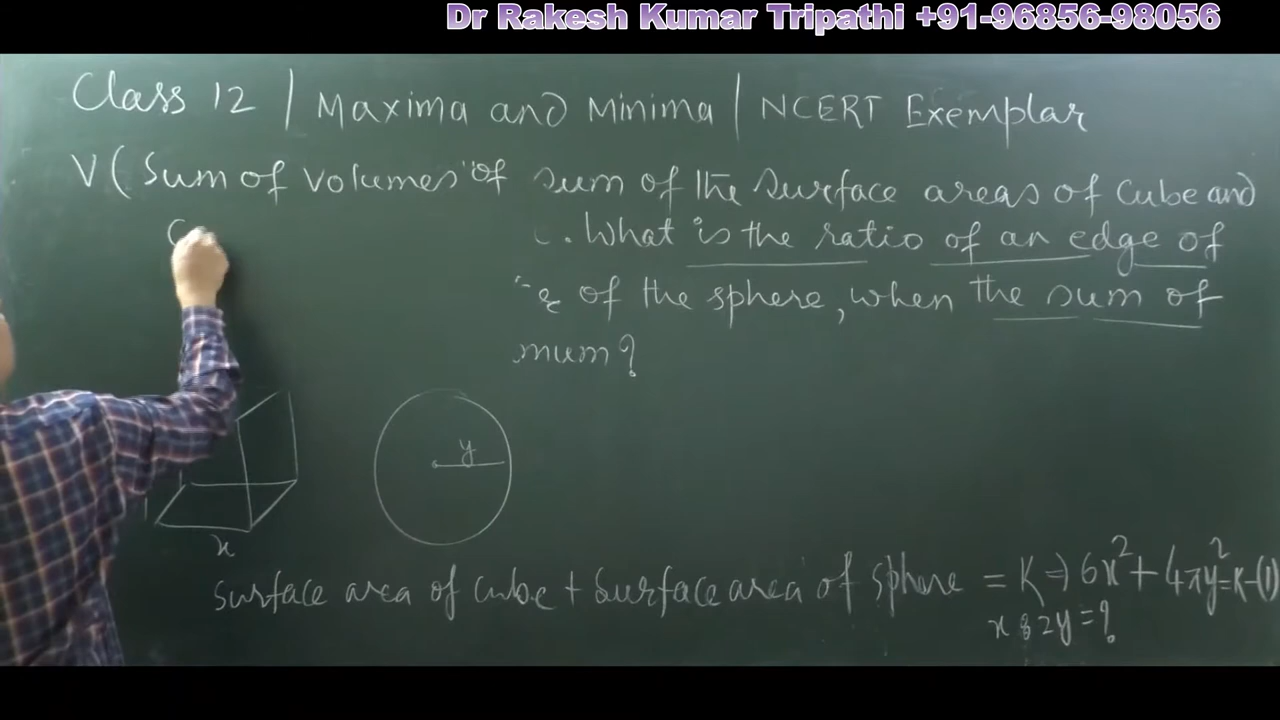 Dr Rakesh Kumar Tripathi +91-96856-98056
Class 12 | Maxima and Minima | NCERT Exemplar
V (Sum of volumes of sum of the surface areas of cube and
. What is the ratio of an edge of
of the sphere, when the sum of
mum?
y
x
Surface area of cube + Surface area of sphere = K ⇒ 6x² + 4πy² = K -(1)
x : 2y = ?